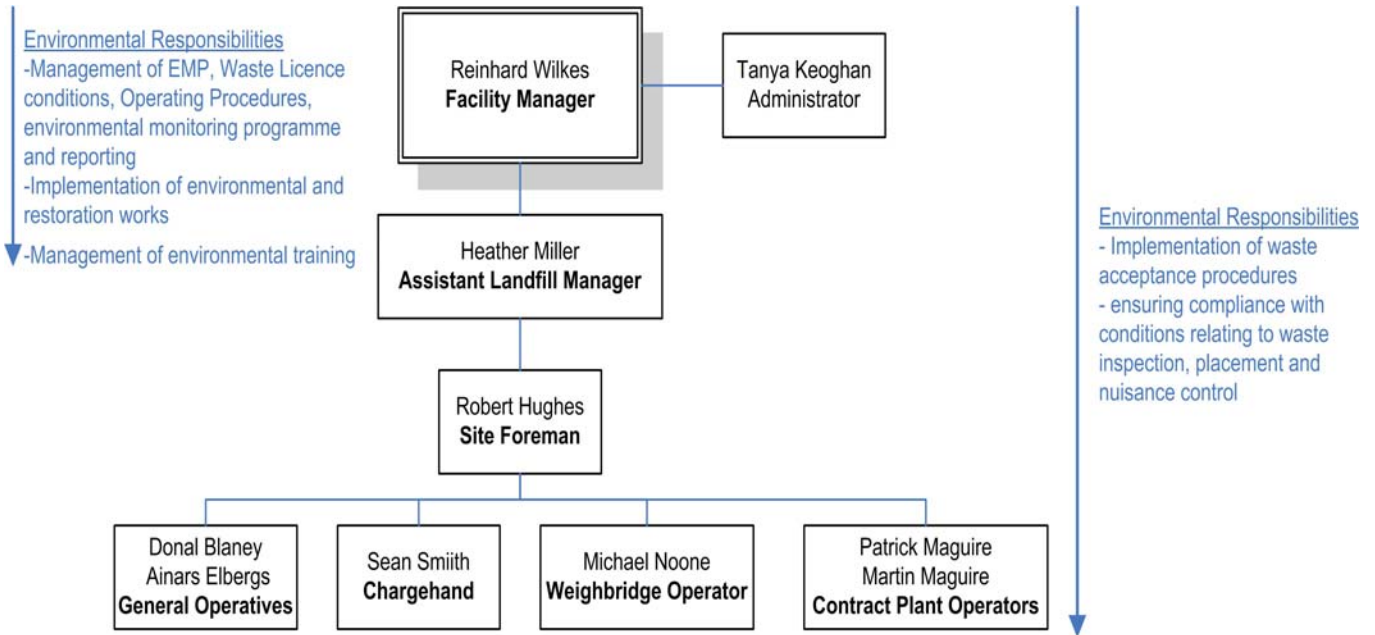 Environmental Responsibilities
-Management of EMP, Waste Licence
conditions, Operating Procedures,
environmental monitoring programme
and reporting
-Implementation of environmental and
restoration works
-Management of environmental training
Reinhard Wilkes
Facility Manager
Tanya Keoghan
Administrator
Heather Miller
Assistant Landfill Manager
Environmental Responsibilities
- Implementation of waste
acceptance procedures
- ensuring compliance with
conditions relating to waste
inspection, placement and
nuisance control
Robert Hughes
Site Foreman
Donal Blaney
Ainars Elbergs
General Operatives
Sean Smiith
Chargehand
Michael Noone
Weighbridge Operator
Patrick Maguire
Martin Maguire
Contract Plant Operators